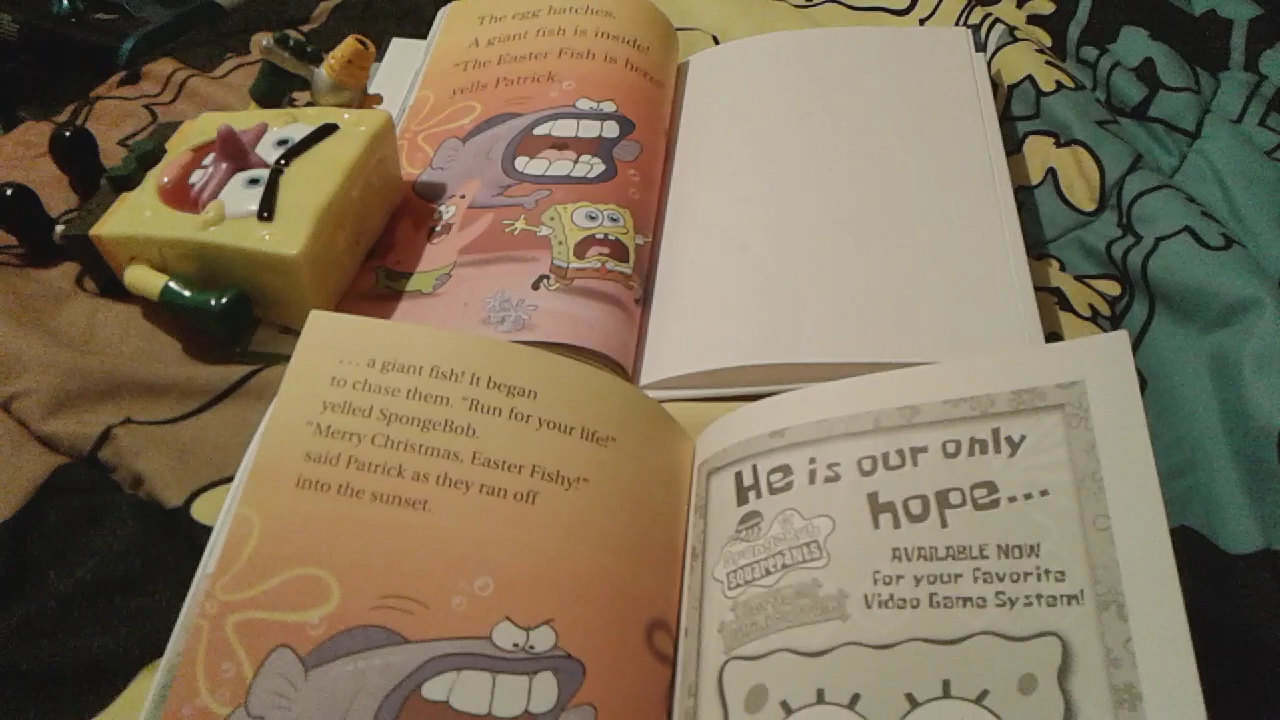 The egg hatches.
A giant fish is inside!
"The Easter Fish is here!"
yells Patrick.
... a giant fish! It began
to chase them. "Run for your life!"
yelled SpongeBob.
"Merry Christmas, Easter Fishy!"
said Patrick as they ran off
into the sunset.
He is our only
hope...
SpongeBob
SQUAREPANTS
AVAILABLE NOW
for your favorite
Video Game System!